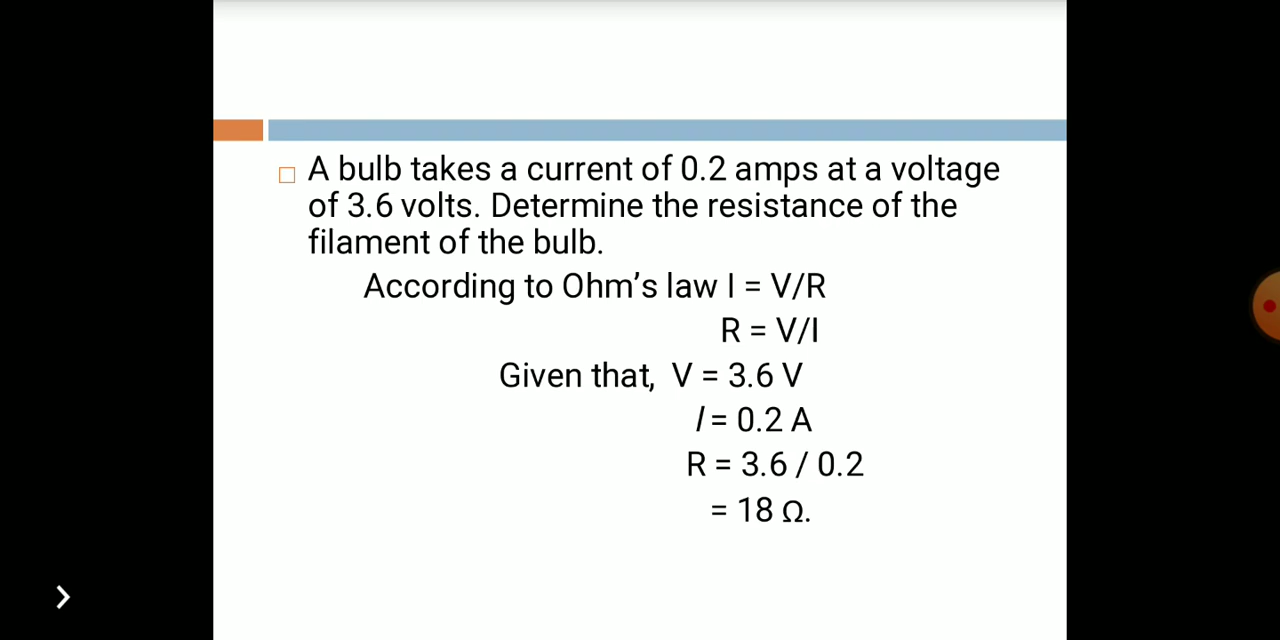 A bulb takes a current of 0.2 amps at a voltage
of 3.6 volts. Determine the resistance of the
filament of the bulb.
According to Ohm’s law I = V/R
R = V/I
Given that, V = 3.6 V
I = 0.2 A
R = 3.6 / 0.2
= 18 Ω.